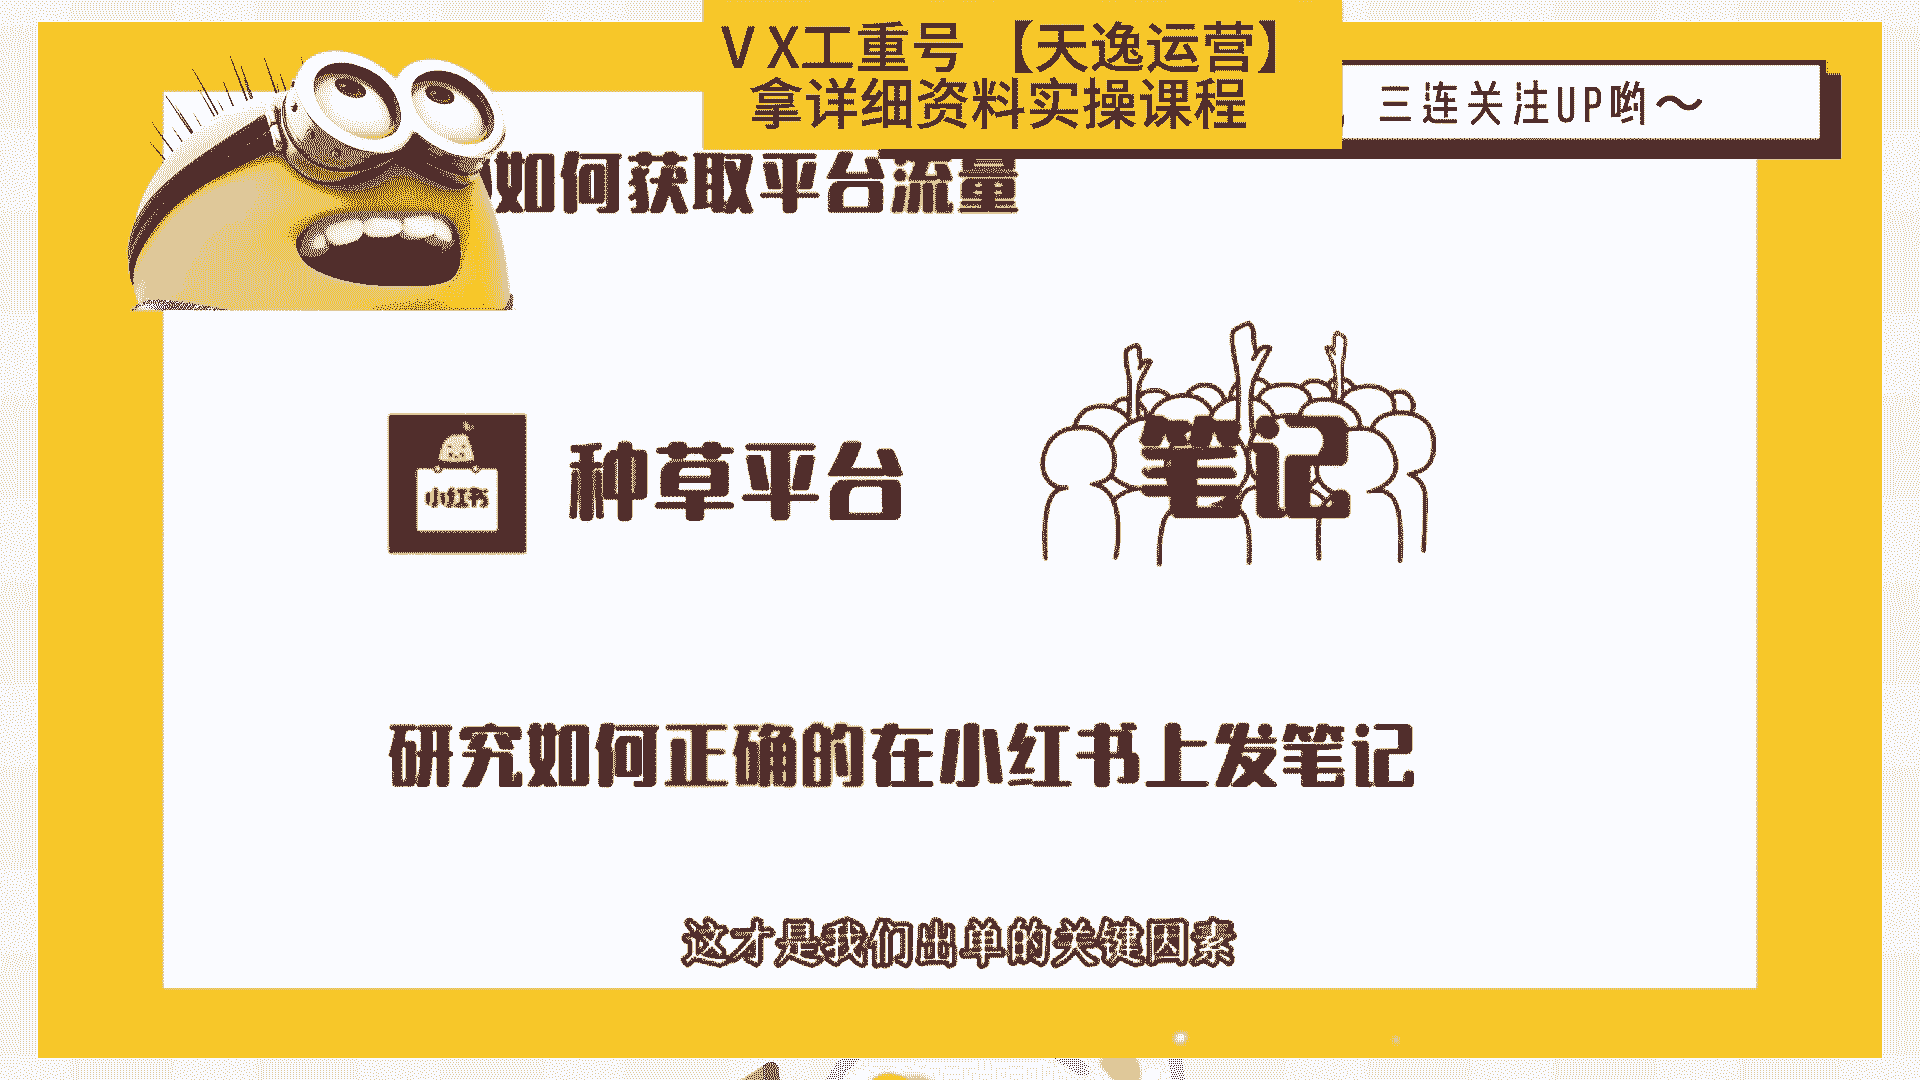 VX工重号【天逸运营】
拿详细资料实操课程
三连关注UP哟～
如何获取平台流量
小红书
种草平台
笔记
研究如何正确的在小红书上发笔记
这才是我们出单的关键因素